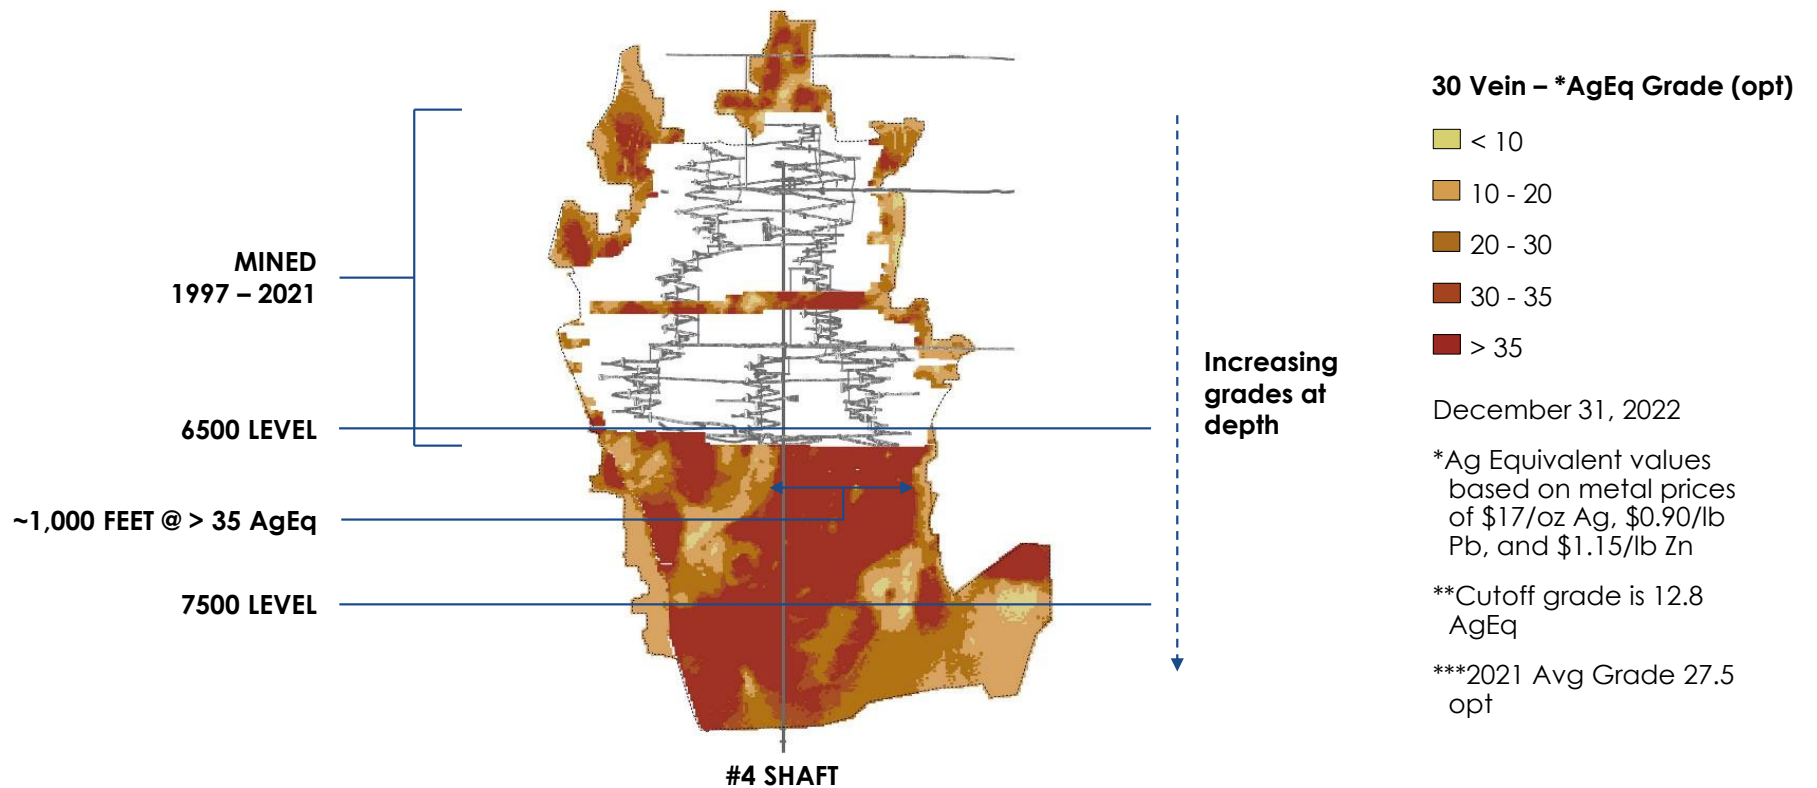 MINED
1997 – 2021
6500 LEVEL
~1,000 FEET @ > 35 AgEq
7500 LEVEL
#4 SHAFT
Increasing
grades at
depth
30 Vein – *AgEq Grade (opt)
< 10
10 - 20
20 - 30
30 - 35
> 35
December 31, 2022
*Ag Equivalent values
based on metal prices
of $17/oz Ag, $0.90/lb
Pb, and $1.15/lb Zn
**Cutoff grade is 12.8
AgEq
***2021 Avg Grade 27.5
opt